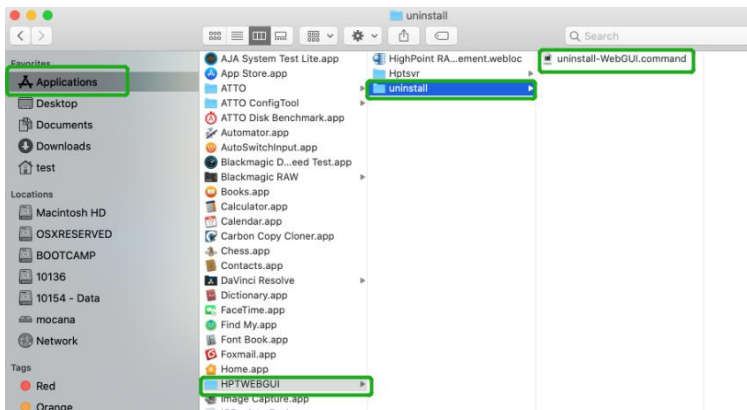 uninstall
Search
Favorites
Applications
Desktop
Documents
Downloads
test
Locations
Macintosh HD
OSXRESERVED
BOOTCAMP
10136
10154 - Data
mocana
Network
Tags
Red
Orange
AJA System Test Lite.app
App Store.app
ATTO
ATTO ConfigTool
ATTO Disk Benchmark.app
Automator.app
AutoSwitchInput.app
Blackmagic D...eed Test.app
Blackmagic RAW
Books.app
Calculator.app
Calendar.app
Carbon Copy Cloner.app
Chess.app
Contacts.app
DaVinci Resolve
Dictionary.app
FaceTime.app
Find My.app
Font Book.app
Foxmail.app
Home.app
HPTWEBGUI
Image Capture.app
HighPoint RA...ement.webloc
Hptsvr
uninstall
uninstall-WebGUI.command